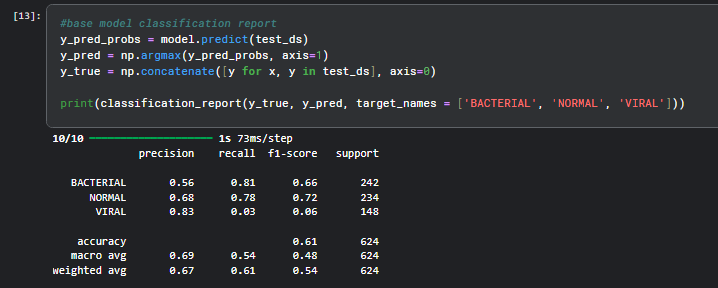 [13]:
#base model classification report
y_pred_probs = model.predict(test_ds)
y_pred = np.argmax(y_pred_probs, axis=1)
y_true = np.concatenate([y for x, y in test_ds], axis=0)
print(classification_report(y_true, y_pred, target_names = ['BACTERIAL', 'NORMAL', 'VIRAL']))
10/10 ━━━━━━━━━━━━━━━━━━━━ 1s 73ms/step
precision recall f1-score support
BACTERIAL 0.56 0.81 0.66 242
NORMAL 0.68 0.78 0.72 234
VIRAL 0.83 0.03 0.06 148
accuracy 0.61 624
macro avg 0.69 0.54 0.48 624
weighted avg 0.67 0.61 0.54 624